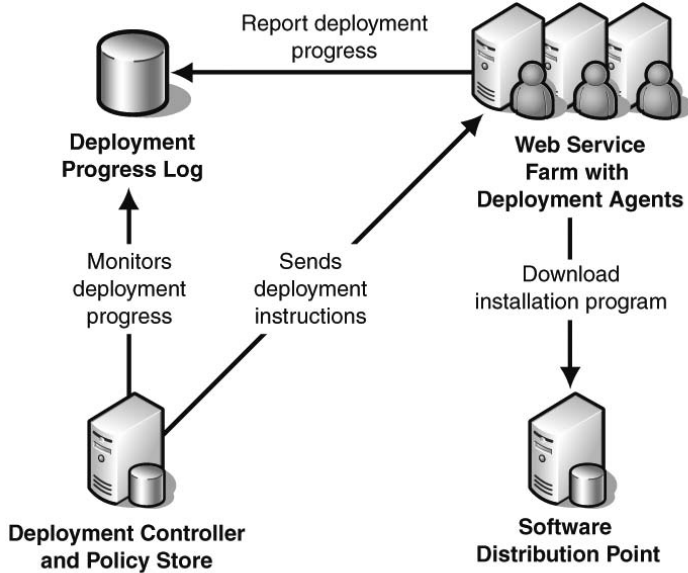 Report deployment
progress
Deployment
Progress Log
Web Service
Farm with
Deployment Agents
Monitors
deployment
progress
Sends
deployment
instructions
Download
installation program
Deployment Controller
and Policy Store
Software
Distribution Point